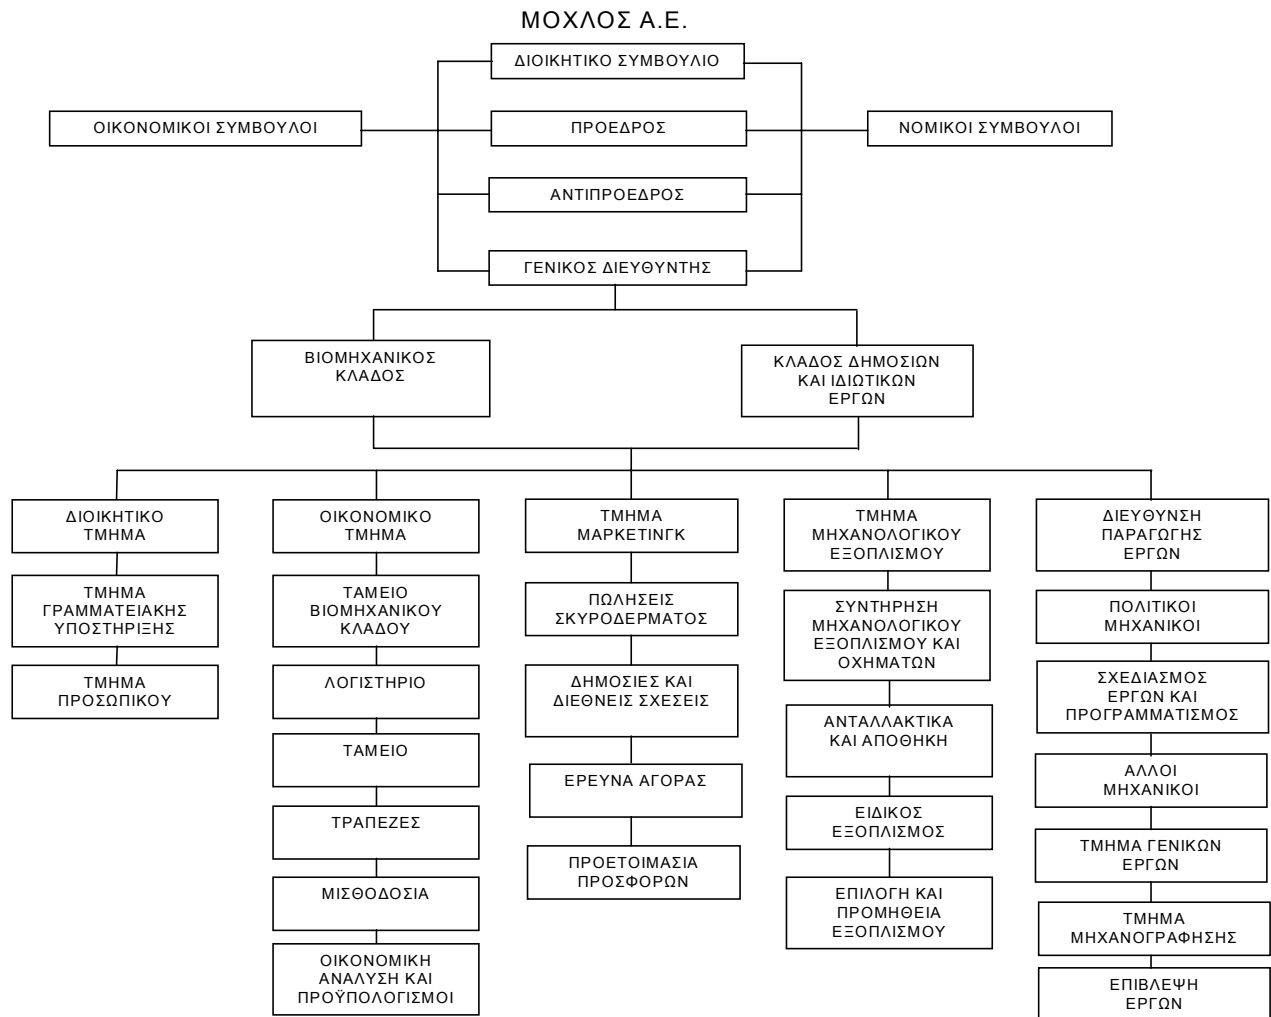 ΜΟΧΛΟΣ Α.Ε.
ΔΙΟΙΚΗΤΙΚΟ ΣΥΜΒΟΥΛΙΟ
ΟΙΚΟΝΟΜΙΚΟΙ ΣΥΜΒΟΥΛΟΙ
ΠΡΟΕΔΡΟΣ
ΝΟΜΙΚΟΙ ΣΥΜΒΟΥΛΟΙ
ΑΝΤΙΠΡΟΕΔΡΟΣ
ΓΕΝΙΚΟΣ ΔΙΕΥΘΥΝΤΗΣ
ΒΙΟΜΗΧΑΝΙΚΟΣ
ΚΛΑΔΟΣ
ΚΛΑΔΟΣ ΔΗΜΟΣΙΩΝ
ΚΑΙ ΙΔΙΩΤΙΚΩΝ
ΕΡΓΩΝ
ΔΙΟΙΚΗΤΙΚΟ
ΤΜΗΜΑ
ΤΜΗΜΑ
ΓΡΑΜΜΑΤΕΙΑΚΗΣ
ΥΠΟΣΤΗΡΙΞΗΣ
ΤΜΗΜΑ
ΠΡΟΣΩΠΙΚΟΥ
ΟΙΚΟΝΟΜΙΚΟ
ΤΜΗΜΑ
ΤΑΜΕΙΟ
ΒΙΟΜΗΧΑΝΙΚΟΥ
ΚΛΑΔΟΥ
ΛΟΓΙΣΤΗΡΙΟ
ΤΑΜΕΙΟ
ΤΡΑΠΕΖΕΣ
ΜΙΣΘΟΔΟΣΙΑ
ΟΙΚΟΝΟΜΙΚΗ
ΑΝΑΛΥΣΗ ΚΑΙ
ΠΡΟΫΠΟΛΟΓΙΣΜΟΙ
ΤΜΗΜΑ
ΜΑΡΚΕΤΙΝΓΚ
ΠΩΛΗΣΕΙΣ
ΣΚΥΡΟΔΕΡΜΑΤΟΣ
ΔΗΜΟΣΙΕΣ ΚΑΙ
ΔΙΕΘΝΕΙΣ ΣΧΕΣΕΙΣ
ΕΡΕΥΝΑ ΑΓΟΡΑΣ
ΠΡΟΕΤΟΙΜΑΣΙΑ
ΠΡΟΣΦΟΡΩΝ
ΤΜΗΜΑ
ΜΗΧΑΝΟΛΟΓΙΚΟΥ
ΕΞΟΠΛΙΣΜΟΥ
ΣΥΝΤΗΡΗΣΗ
ΜΗΧΑΝΟΛΟΓΙΚΟΥ
ΕΞΟΠΛΙΣΜΟΥ ΚΑΙ
ΟΧΗΜΑΤΩΝ
ΑΝΤΑΛΛΑΚΤΙΚΑ
ΚΑΙ ΑΠΟΘΗΚΗ
ΕΙΔΙΚΟΣ
ΕΞΟΠΛΙΣΜΟΣ
ΕΠΙΛΟΓΗ ΚΑΙ
ΠΡΟΜΗΘΕΙΑ
ΕΞΟΠΛΙΣΜΟΥ
ΔΙΕΥΘΥΝΣΗ
ΠΑΡΑΓΩΓΗΣ
ΕΡΓΩΝ
ΠΟΛΙΤΙΚΟΙ
ΜΗΧΑΝΙΚΟΙ
ΣΧΕΔΙΑΣΜΟΣ
ΕΡΓΩΝ ΚΑΙ
ΠΡΟΓΡΑΜΜΑΤΙΣΜΟΣ
ΑΛΛΟΙ
ΜΗΧΑΝΙΚΟΙ
ΤΜΗΜΑ ΓΕΝΙΚΩΝ
ΕΡΓΩΝ
ΤΜΗΜΑ
ΜΗΧΑΝΟΓΡΑΦΗΣΗΣ
ΕΠΙΒΛΕΨΗ
ΕΡΓΩΝ